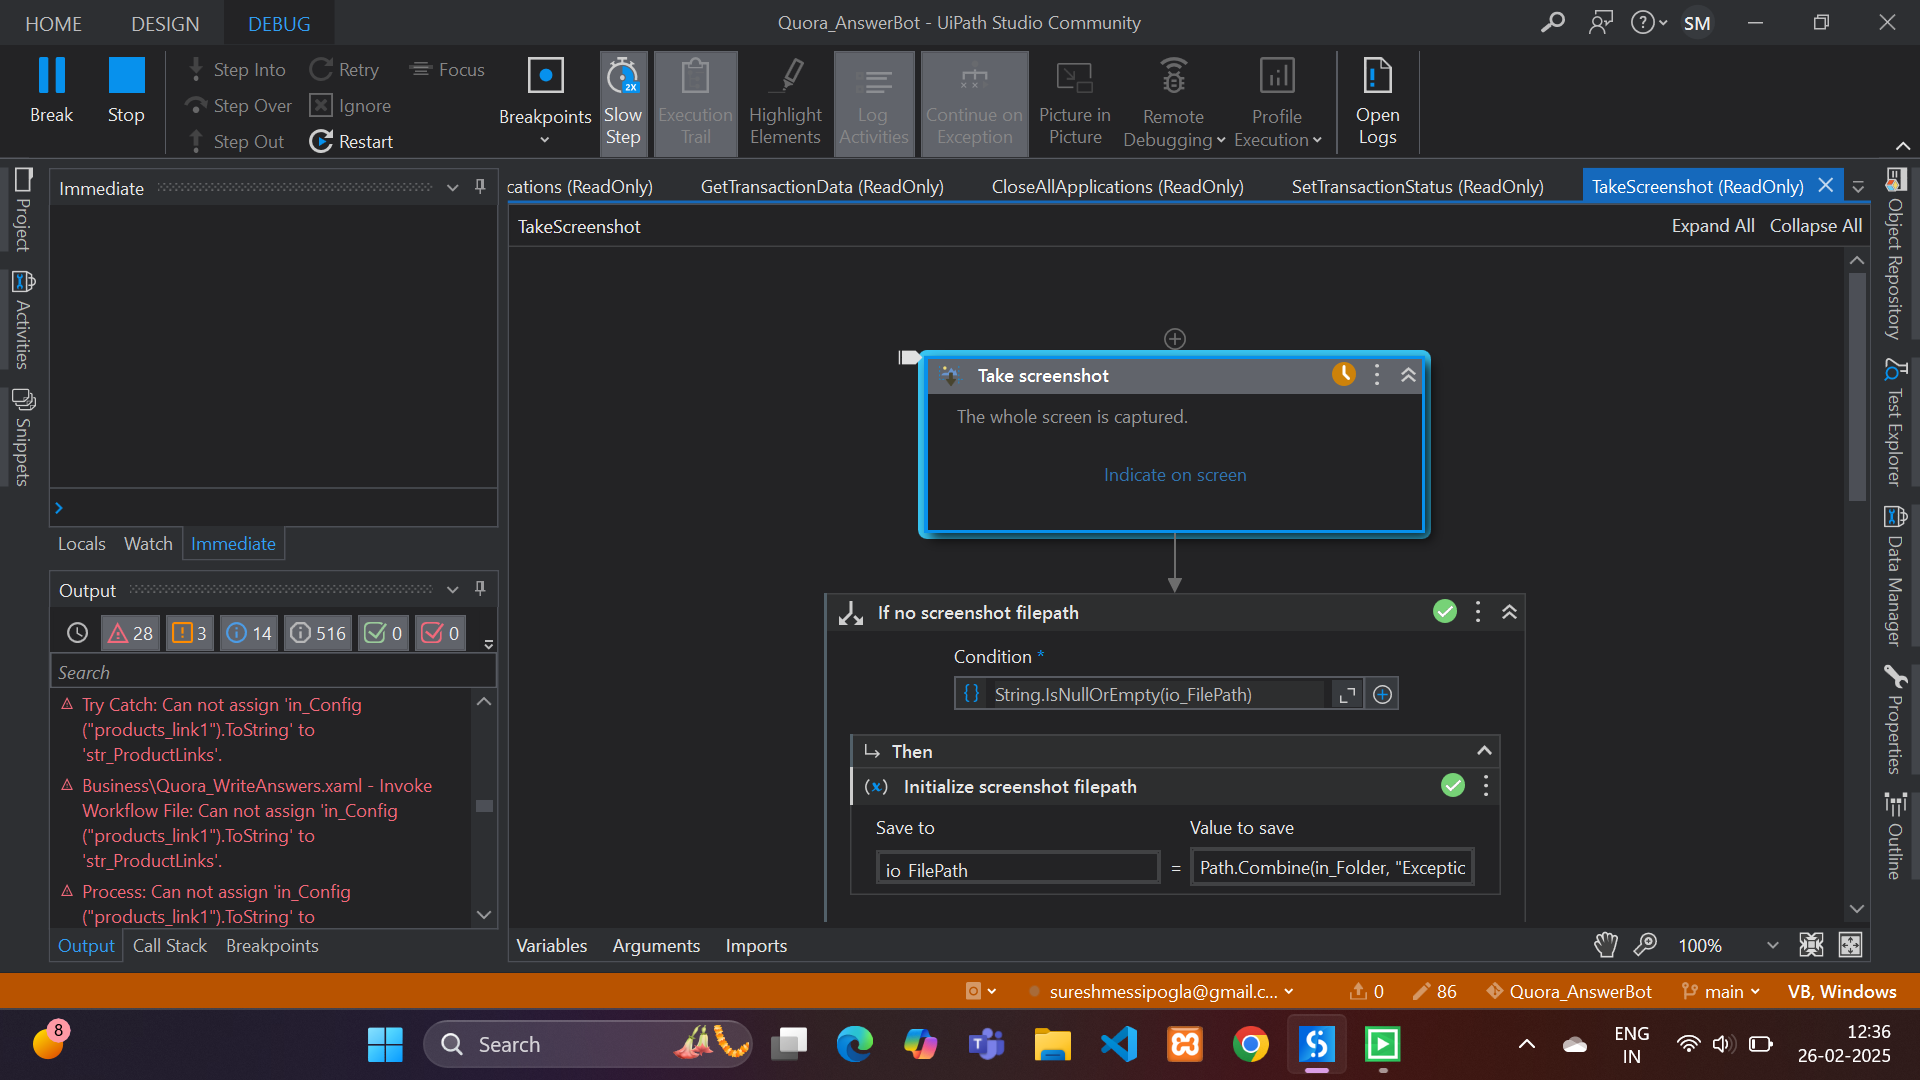 HOME DESIGN DEBUG
Quora_AnswerBot - UiPath Studio Community
SM
Break
Stop
Step Into
Step Over
Step Out
Retry
Ignore
Restart
Focus
Breakpoints
2X
Slow
Step
Execution
Trail
Highlight
Elements
Log
Activities
Continue on
Exception
Picture in
Picture
Remote
Debugging
Profile
Execution
Open
Logs
Project
Activities
Snippets
Immediate
Locals Watch Immediate
Output
28 3 14 516 0 0
Search
Try Catch: Can not assign 'in_Config
("products_link1").ToString' to
'str_ProductLinks'.
Business\Quora_WriteAnswers.xaml - Invoke
Workflow File: Can not assign 'in_Config
("products_link1").ToString' to
'str_ProductLinks'.
Process: Can not assign 'in_Config
("products_link1").ToString' to
Output Call Stack Breakpoints
cations (ReadOnly) GetTransactionData (ReadOnly) CloseAllApplications (ReadOnly) SetTransactionStatus (ReadOnly) TakeScreenshot (ReadOnly)
TakeScreenshot
Expand All Collapse All
Take screenshot
The whole screen is captured.
Indicate on screen
If no screenshot filepath
Condition *
String.IsNullOrEmpty(io_FilePath)
Then
Initialize screenshot filepath
Save to Value to save
io_FilePath = Path.Combine(in_Folder, "Exceptic
Variables Arguments Imports
100%
Object Repository
Test Explorer
Data Manager
Properties
Outline
sureshmessipogla@gmail.c...
0 86 Quora_AnswerBot main VB, Windows
8
Search
ENG
IN
12:36
26-02-2025